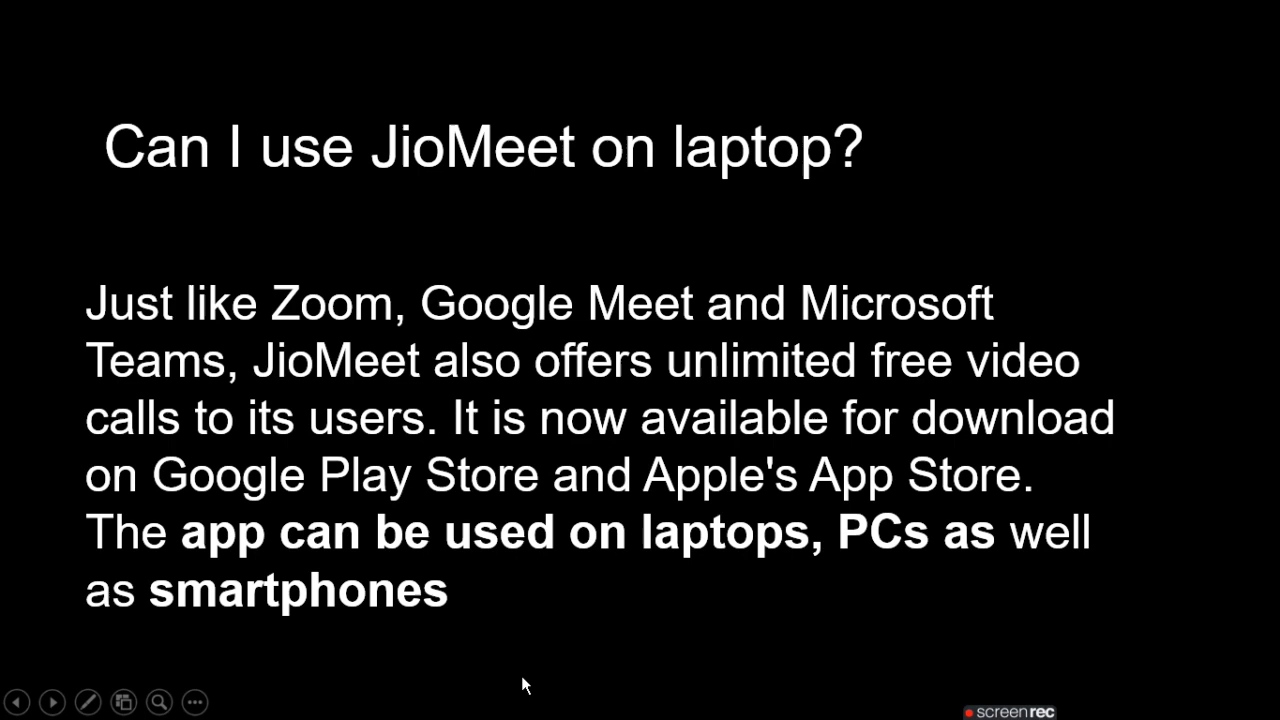 Can I use JioMeet on laptop?
Just like Zoom, Google Meet and Microsoft
Teams, JioMeet also offers unlimited free video
calls to its users. It is now available for download
on Google Play Store and Apple's App Store.
The app can be used on laptops, PCs as well
as smartphones
screenrec